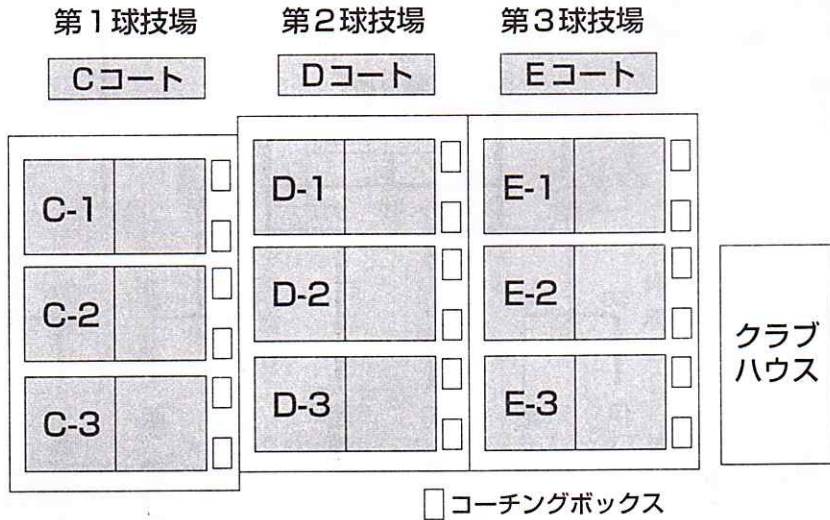 第1球技場 第2球技場 第3球技場
Cコート Dコート Eコート
C-1 D-1 E-1
C-2 D-2 E-2
C-3 D-3 E-3
クラブ
ハウス
コーチングボックス